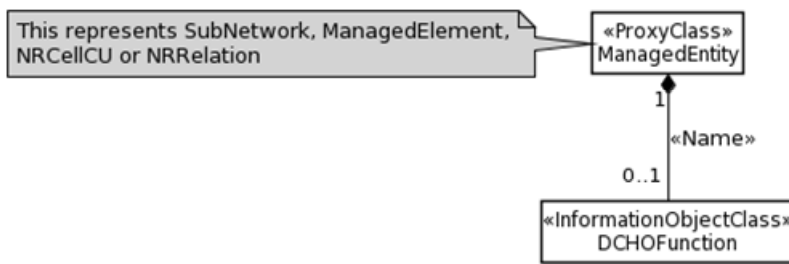 This represents SubNetwork, ManagedElement,
NRCellCU or NRRelation
«ProxyClass»
ManagedEntity
1
«Name»
0..1
«InformationObjectClass»
DCHOFunction